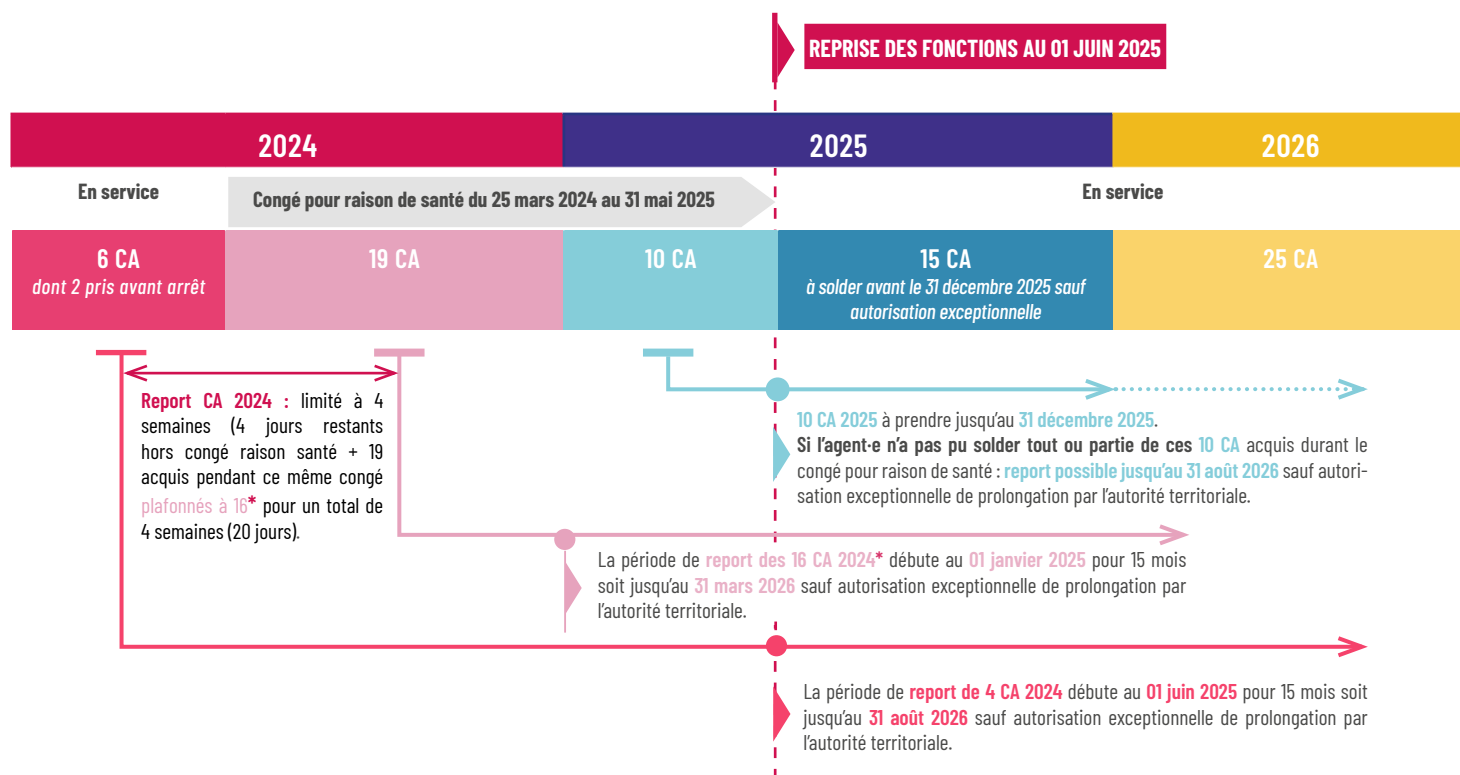 REPRISE DES FONCTIONS AU 01 JUIN 2025
2024
2025
2026
En service
Congé pour raison de santé du 25 mars 2024 au 31 mai 2025
En service
6 CA
dont 2 pris avant arrêt
19 CA
10 CA
15 CA
à solder avant le 31 décembre 2025 sauf
autorisation exceptionnelle
25 CA
Report CA 2024 : limité à 4
semaines (4 jours restants
hors congé raison santé + 19
acquis pendant ce même congé
plafonnés à 16* pour un total de
4 semaines (20 jours).
10 CA 2025 à prendre jusqu'au 31 décembre 2025.
Si l'agent·e n'a pas pu solder tout ou partie de ces 10 CA acquis durant le
congé pour raison de santé : report possible jusqu'au 31 août 2026 sauf autori-
sation exceptionnelle de prolongation par l'autorité territoriale.
La période de report des 16 CA 2024* débute au 01 janvier 2025 pour 15 mois
soit jusqu'au 31 mars 2026 sauf autorisation exceptionnelle de prolongation par
l'autorité territoriale.
La période de report de 4 CA 2024 débute au 01 juin 2025 pour 15 mois soit
jusqu'au 31 août 2026 sauf autorisation exceptionnelle de prolongation par
l'autorité territoriale.